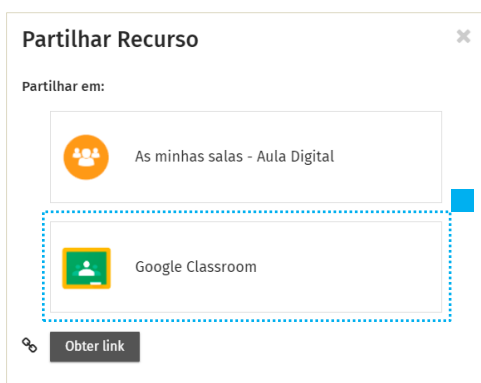 Partilhar Recurso
Partilhar em:
As minhas salas - Aula Digital
Google Classroom
Obter link